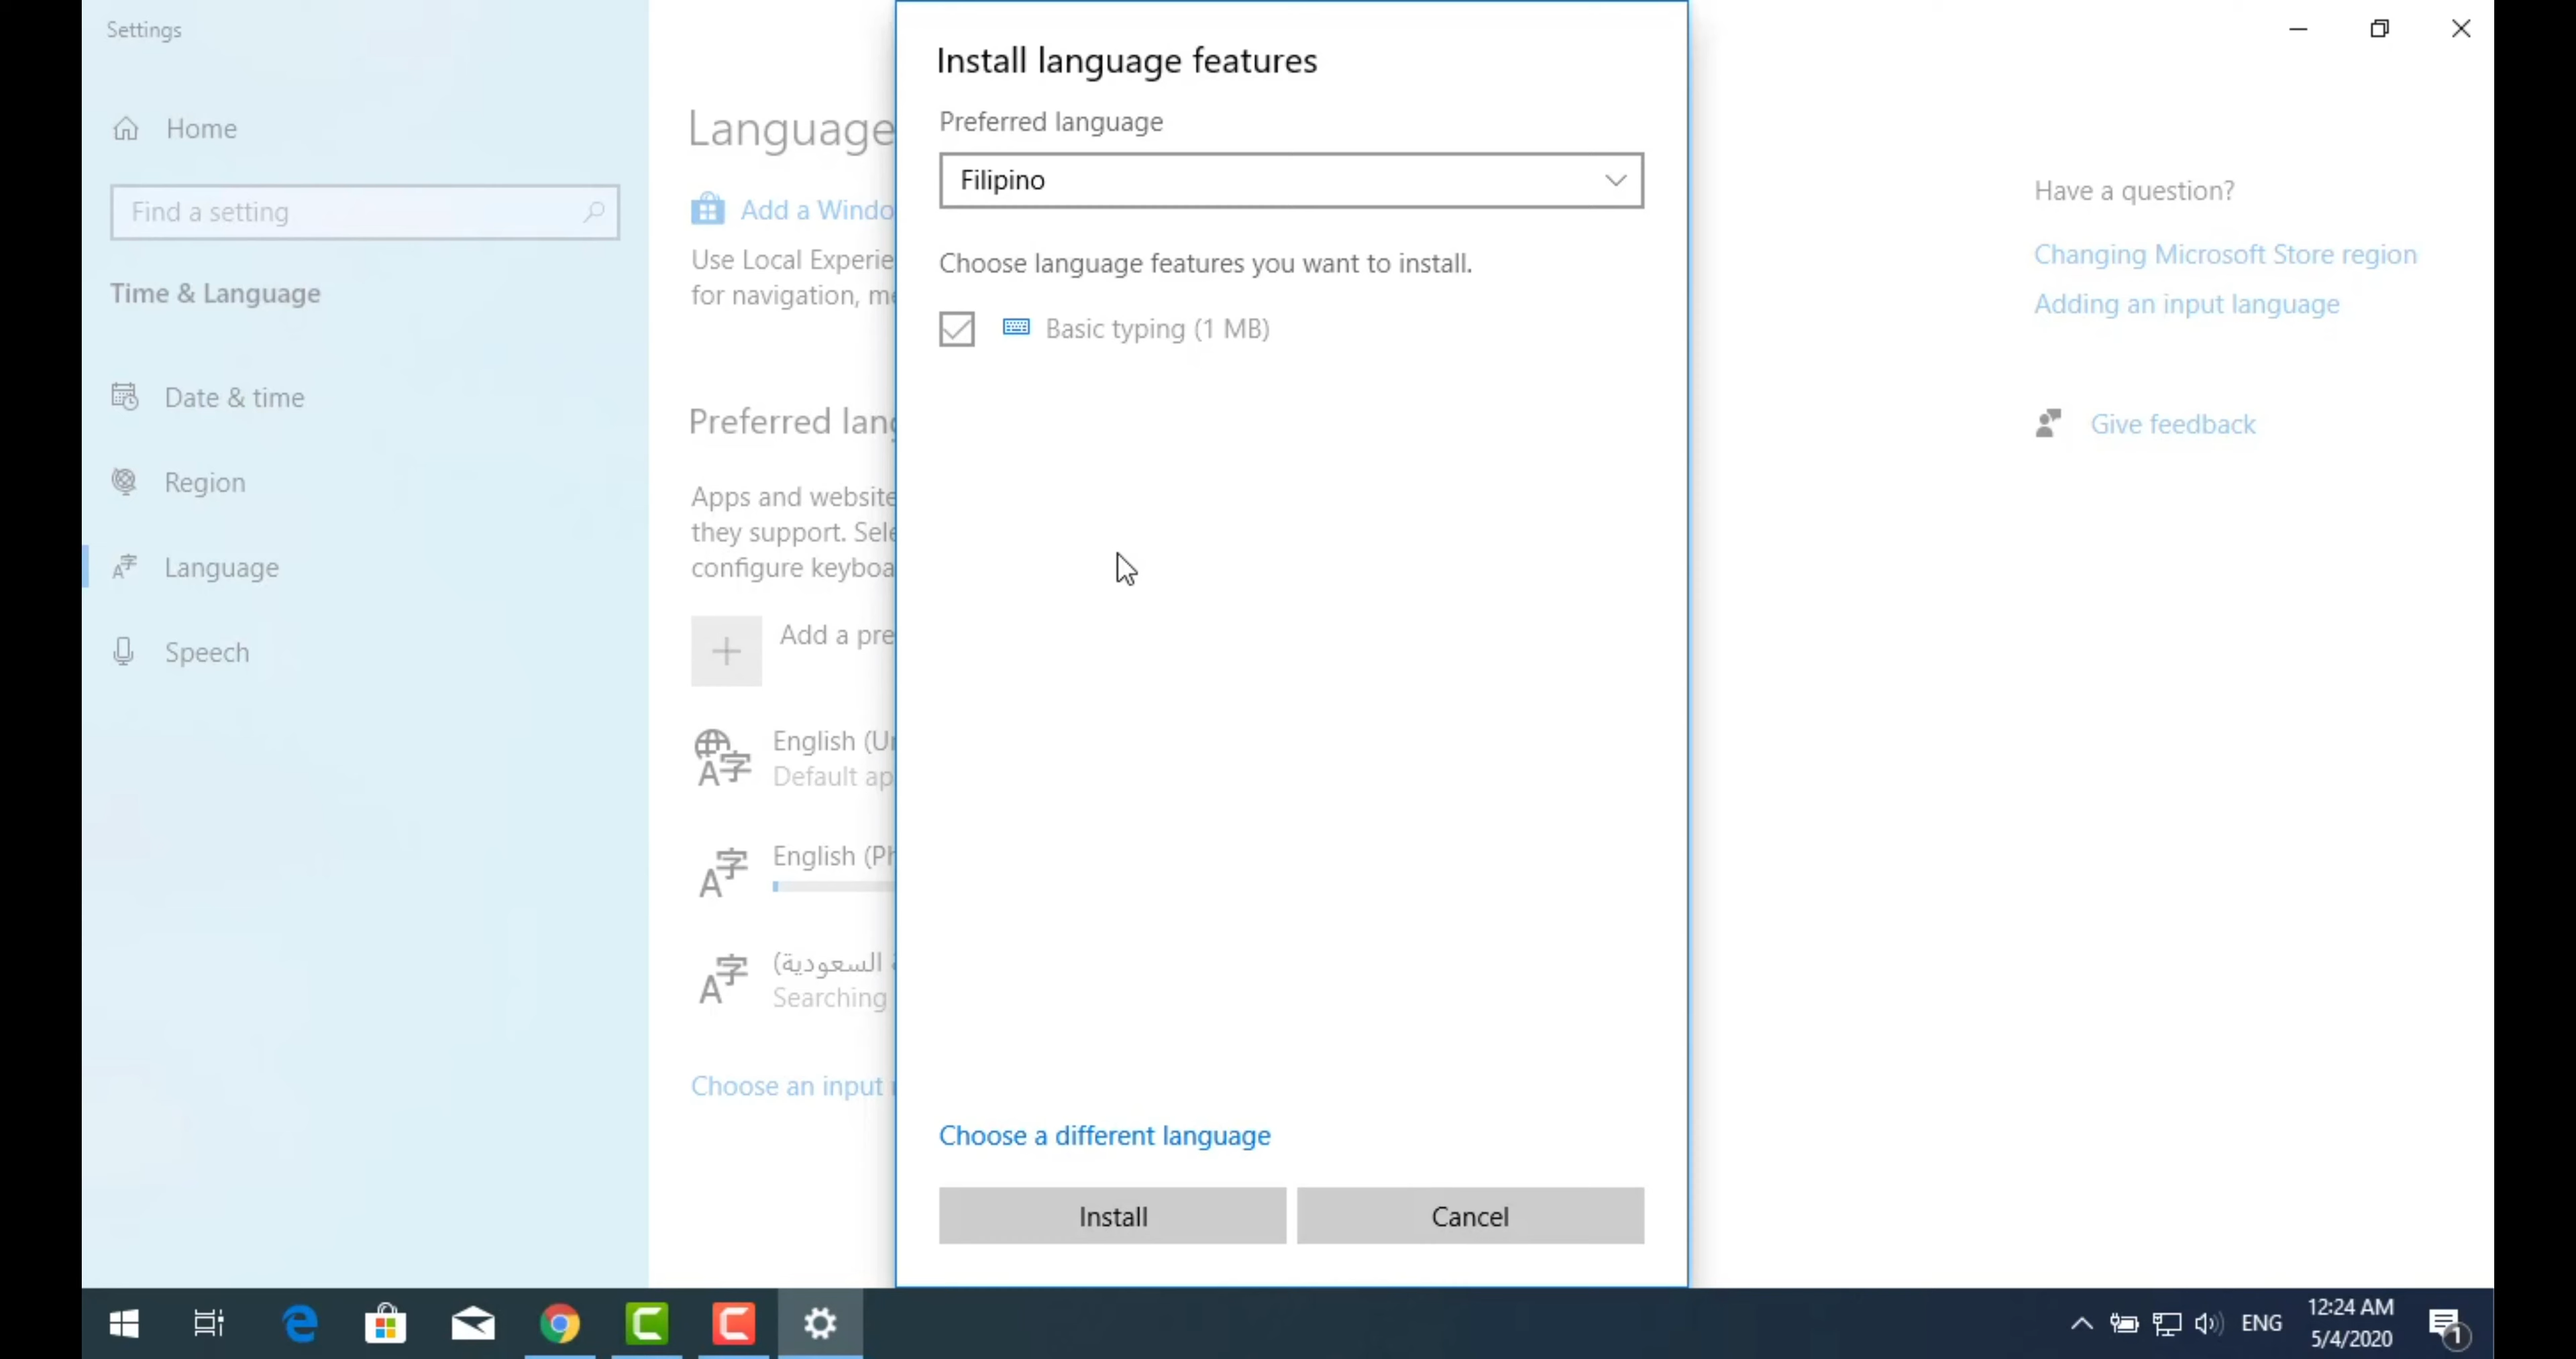 Settings
Home
Find a setting
Time & Language
Date & time
Region
Language
Speech
Language
Add a Windo
Use Local Experie
for navigation, me
Preferred lang
Apps and website
they support. Sele
configure keyboa
Add a pre
English (Un
Default ap
English (Ph
السعودية)
Searching
Choose an input
Install language features
Preferred language
Filipino
Choose language features you want to install.
Basic typing (1 MB)
Choose a different language
Install
Cancel
Have a question?
Changing Microsoft Store region
Adding an input language
Give feedback
ENG
12:24 AM
5/4/2020
1